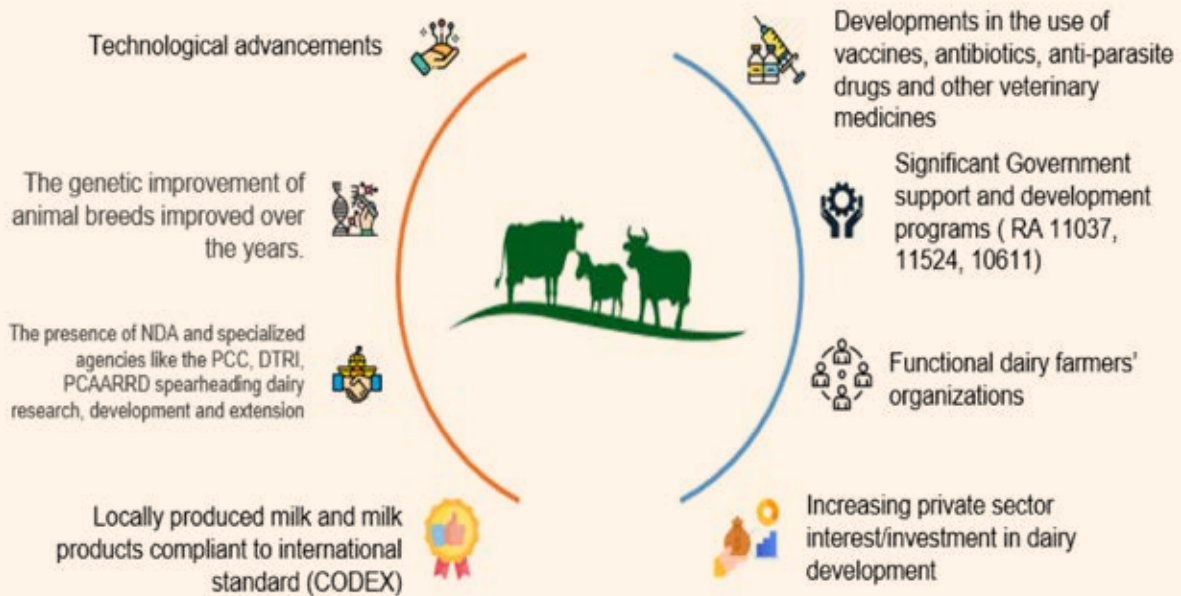 Technological advancements
The genetic improvement of
animal breeds improved over
the years.
The presence of NDA and specialized
agencies like the PCC, DTRI,
PCAARRD spearheading dairy
research, development and extension
Locally produced milk and milk
products compliant to international
standard (CODEX)
Developments in the use of
vaccines, antibiotics, anti-parasite
drugs and other veterinary
medicines
Significant Government
support and development
programs ( RA 11037,
11524, 10611)
Functional dairy farmers'
organizations
Increasing private sector
interest/investment in dairy
development